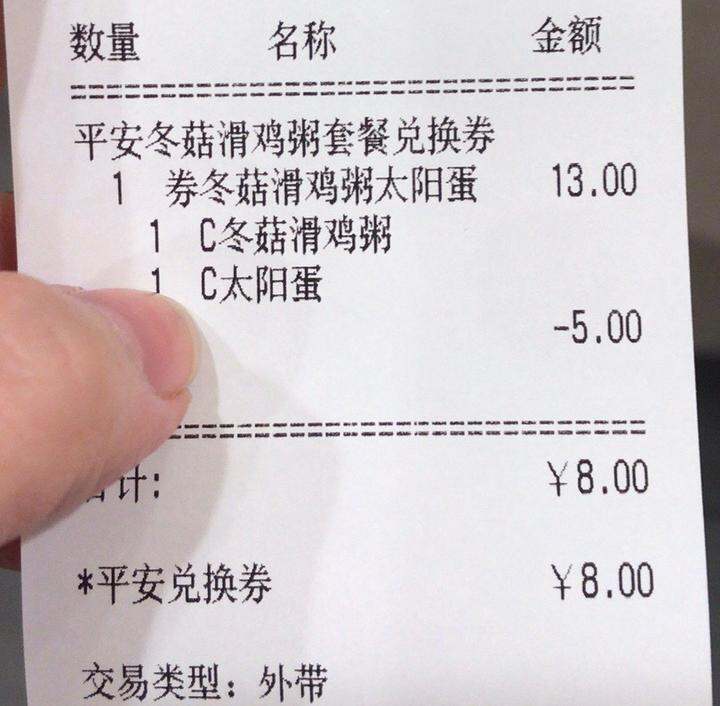 数量 名称 金额
==============================
平安冬菇滑鸡粥套餐兑换券
1 券冬菇滑鸡粥太阳蛋 13.00
1 C冬菇滑鸡粥
1 C太阳蛋
-5.00
==============================
计: ¥8.00
*平安兑换券 ¥8.00
交易类型: 外带